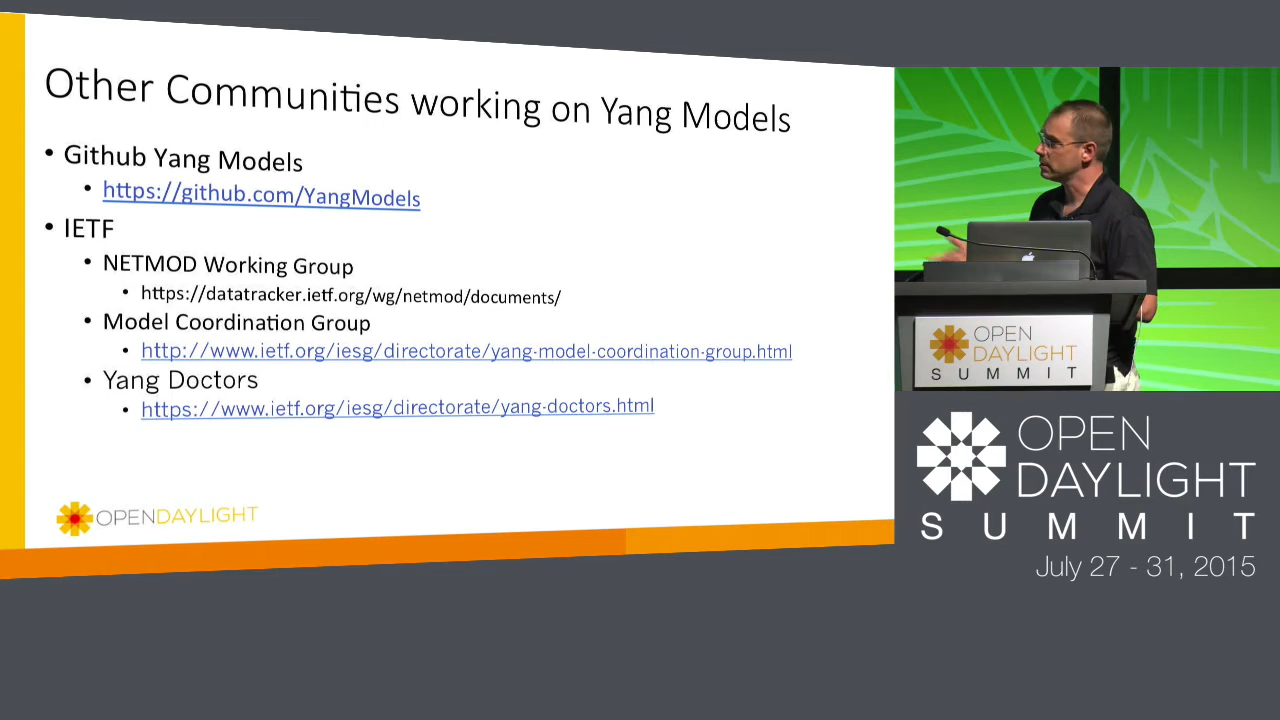 Other Communities working on Yang Models
• Github Yang Models
• https://github.com/YangModels
• IETF
• NETMOD Working Group
• https://datatracker.ietf.org/wg/netmod/documents/
• Model Coordination Group
• http://www.ietf.org/iesg/directorate/yang-model-coordination-group.html
• Yang Doctors
• https://www.ietf.org/iesg/directorate/yang-doctors.html
OPENDAYLIGHT
OPEN
DAYLIGHT
SUMMIT
OPEN
DAYLIGHT
SUMMIT
July 27 - 31, 2015